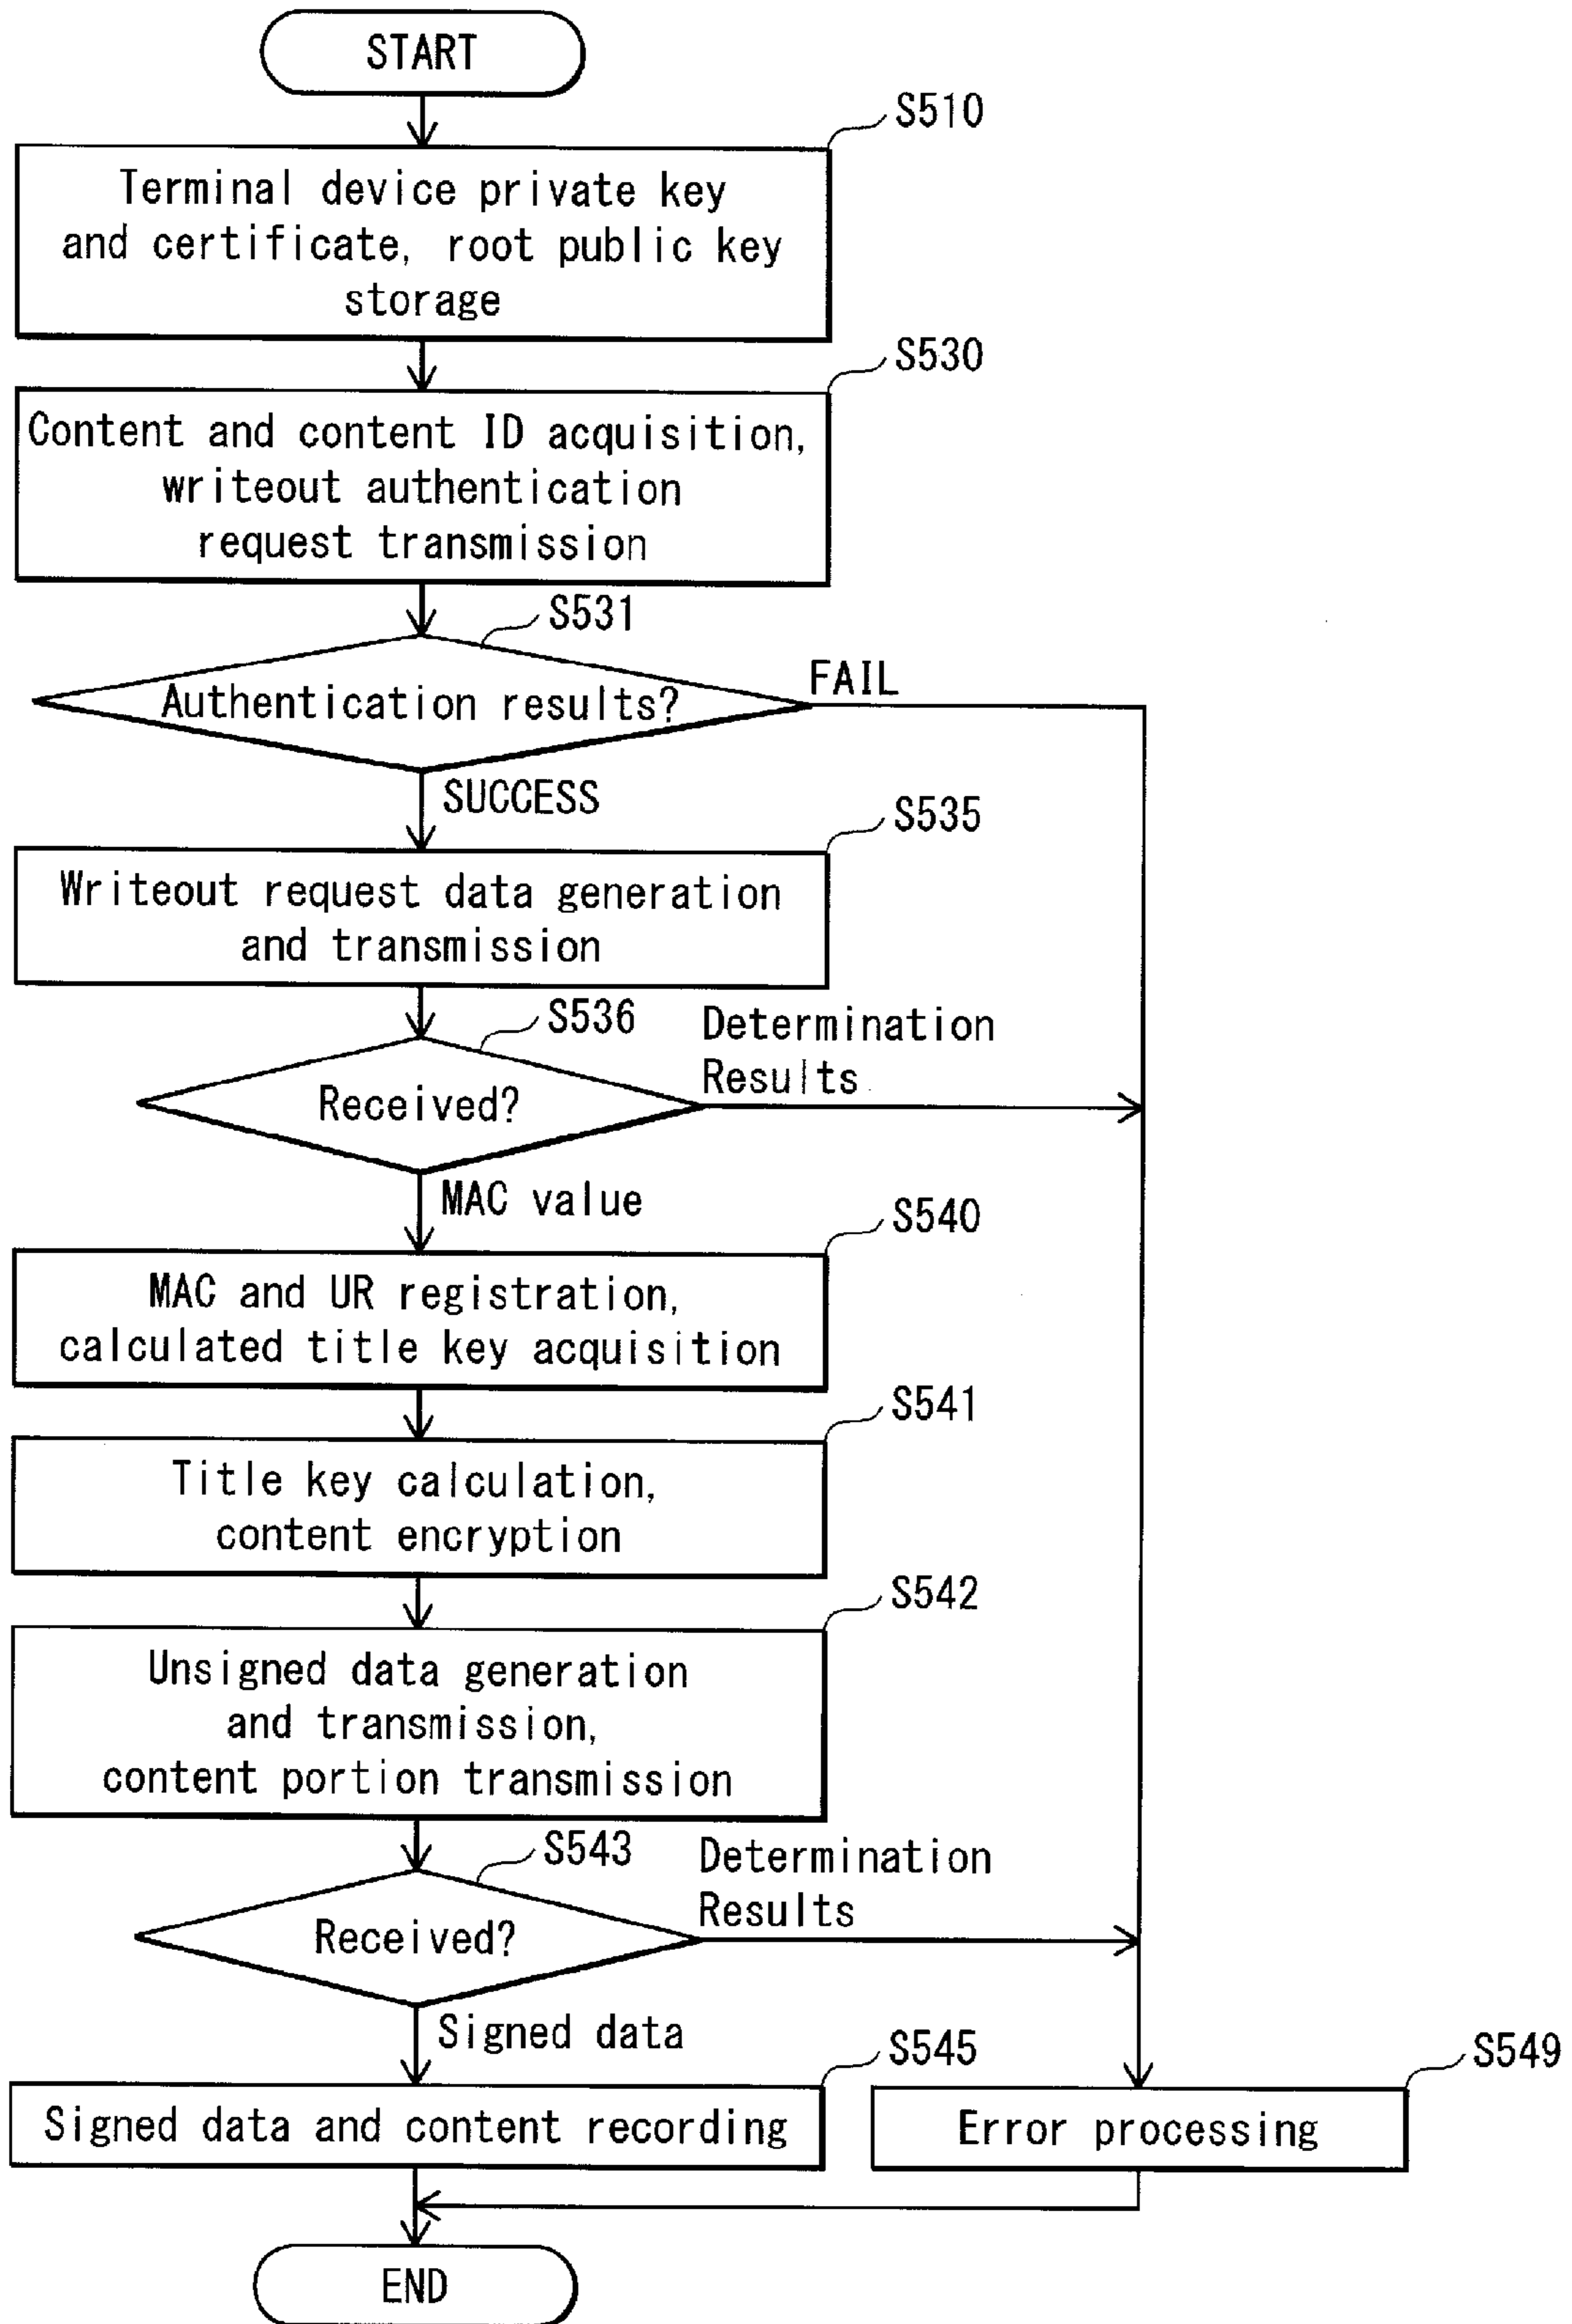 START
S510
Terminal device private key
and certificate, root public key
storage
S530
Content and content ID acquisition,
writeout authentication
request transmission
S531
Authentication results?
FAIL
SUCCESS
S535
Writeout request data generation
and transmission
S536
Determination
Results
Received?
MAC value
S540
MAC and UR registration,
calculated title key acquisition
S541
Title key calculation,
content encryption
S542
Unsigned data generation
and transmission,
content portion transmission
S543
Determination
Results
Received?
Signed data
S545
S549
Signed data and content recording
Error processing
END